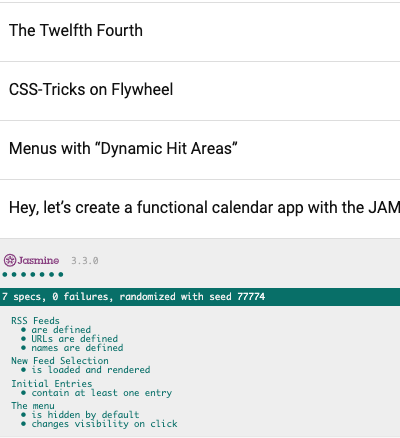 The Twelfth Fourth
CSS-Tricks on Flywheel
Menus with “Dynamic Hit Areas”
Hey, let’s create a functional calendar app with the JAM
Jasmine 3.3.0
7 specs, 0 failures, randomized with seed 77774
RSS Feeds
• are defined
• URLs are defined
• names are defined
New Feed Selection
• is loaded and rendered
Initial Entries
• contain at least one entry
The menu
• is hidden by default
• changes visibility on click